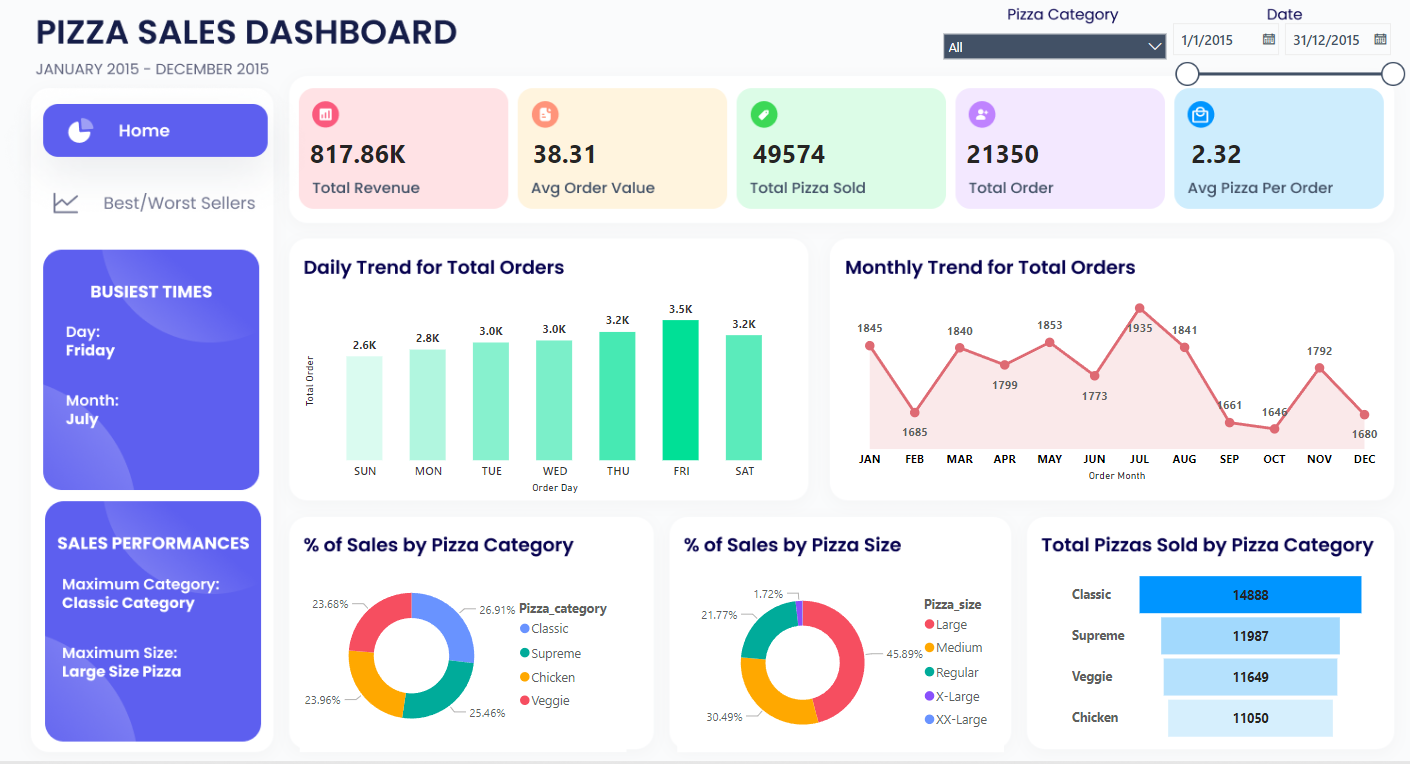 PIZZA SALES DASHBOARD
JANUARY 2015 - DECEMBER 2015
Pizza Category
All
Date
1/1/2015
31/12/2015
Home
Best/Worst Sellers
BUSIEST TIMES
Day:
Friday
Month:
July
SALES PERFORMANCES
Maximum Category:
Classic Category
Maximum Size:
Large Size Pizza
817.86K
Total Revenue
38.31
Avg Order Value
49574
Total Pizza Sold
21350
Total Order
2.32
Avg Pizza Per Order
Daily Trend for Total Orders
Total Order
2.6K 2.8K 3.0K 3.0K 3.2K 3.5K 3.2K
SUN MON TUE WED THU FRI SAT
Order Day
Monthly Trend for Total Orders
1845 1685 1840 1799 1853 1773 1935 1841 1661 1646 1792 1680
JAN FEB MAR APR MAY JUN JUL AUG SEP OCT NOV DEC
Order Month
% of Sales by Pizza Category
23.68%
26.91%
23.96%
25.46%
Pizza_category
Classic
Supreme
Chicken
Veggie
% of Sales by Pizza Size
1.72%
21.77%
45.89%
30.49%
Pizza_size
Large
Medium
Regular
X-Large
XX-Large
Total Pizzas Sold by Pizza Category
Classic 14888
Supreme 11987
Veggie 11649
Chicken 11050